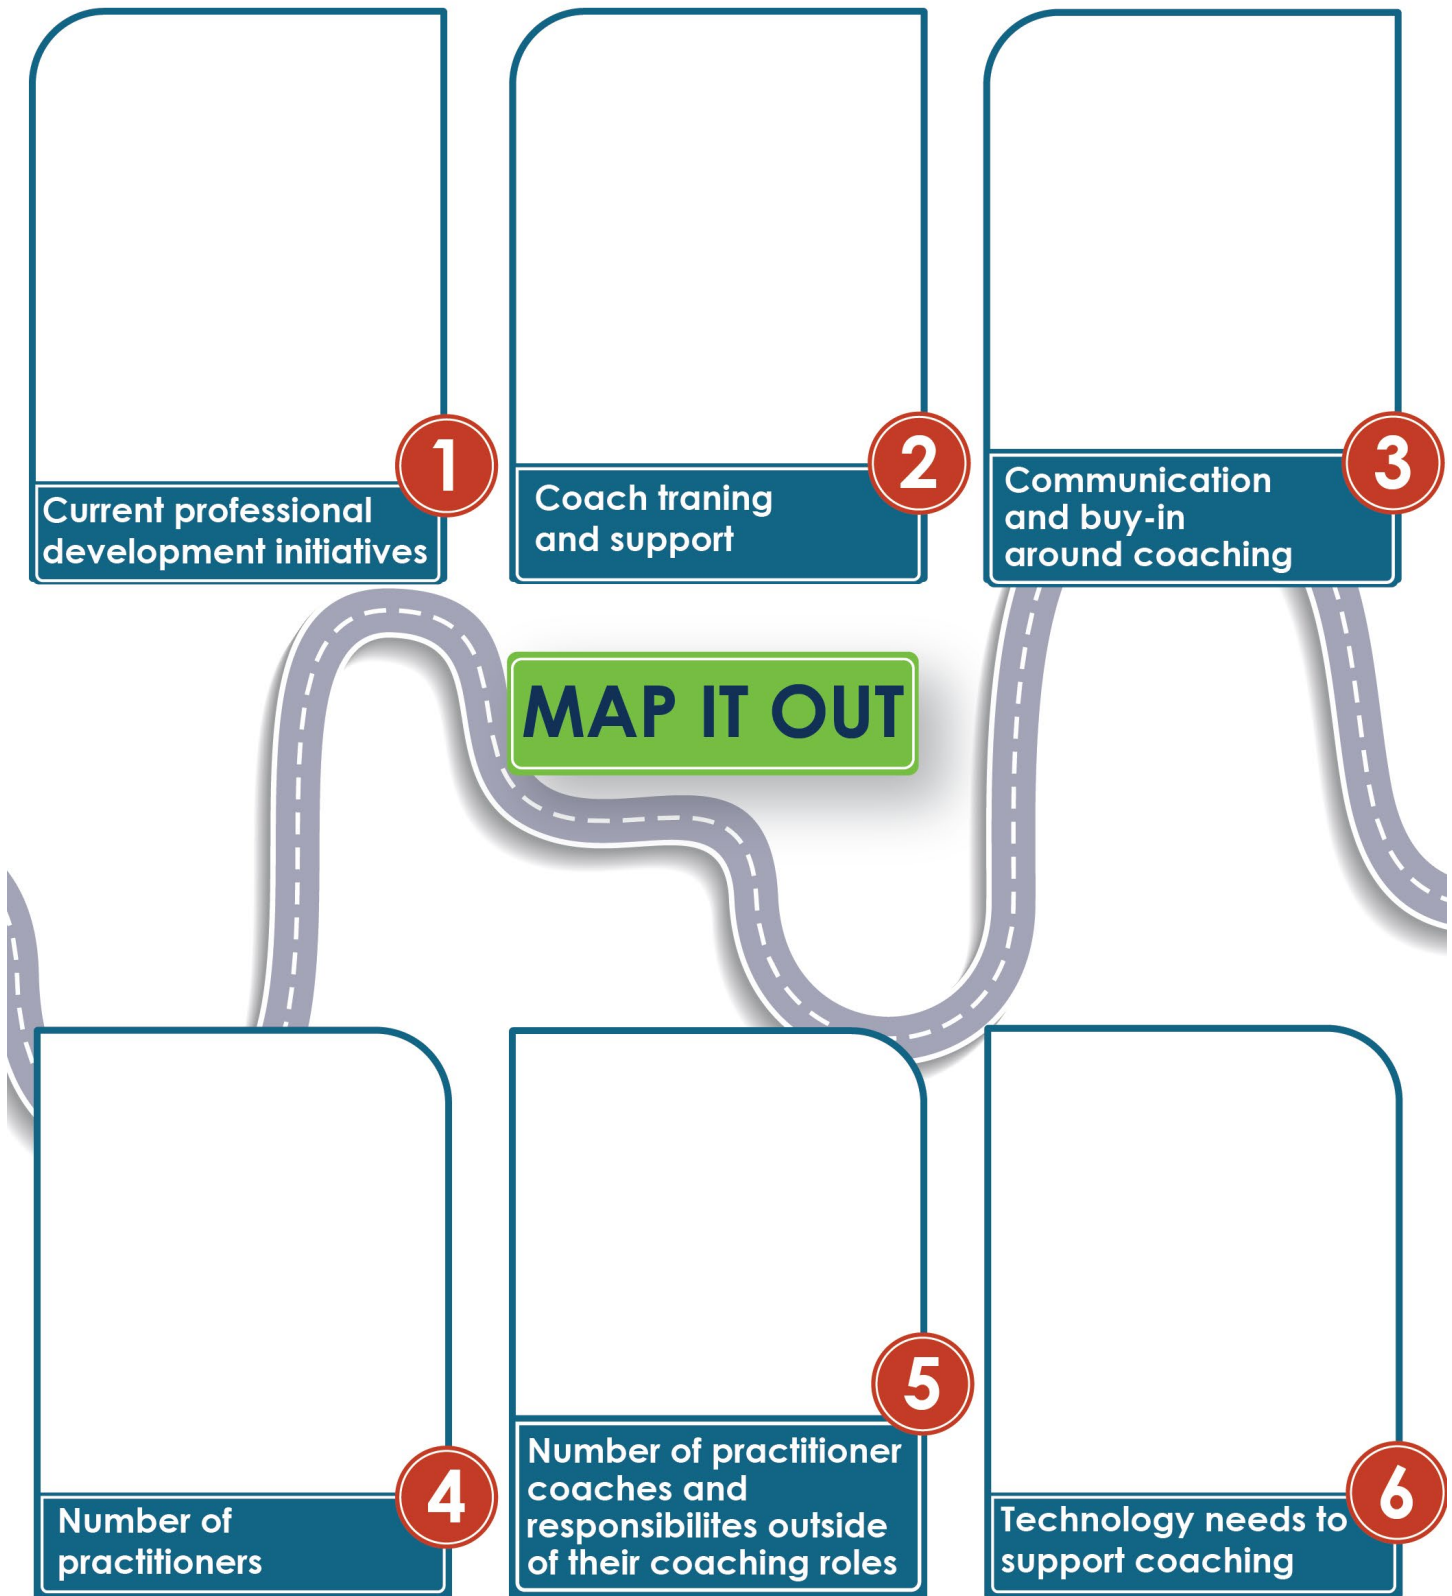 1
Current professional
development initiatives
2
Coach traning
and support
3
Communication
and buy-in
around coaching
MAP IT OUT
4
Number of
practitioners
5
Number of practitioner
coaches and
responsibilites outside
of their coaching roles
6
Technology needs to
support coaching